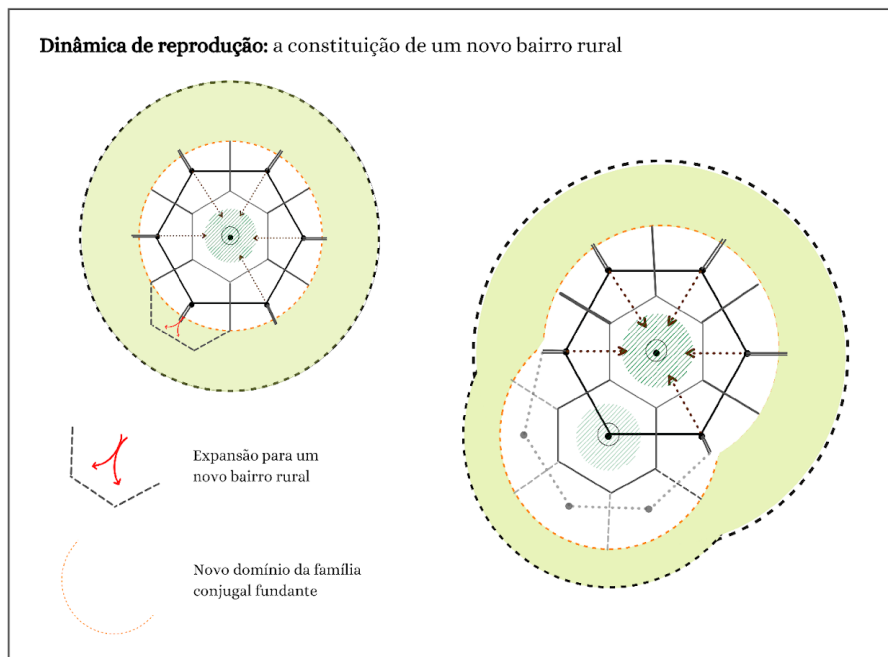 Dinâmica de reprodução: a constituição de um novo bairro rural
Expansão para um
novo bairro rural
Novo domínio da família
conjugal fundante